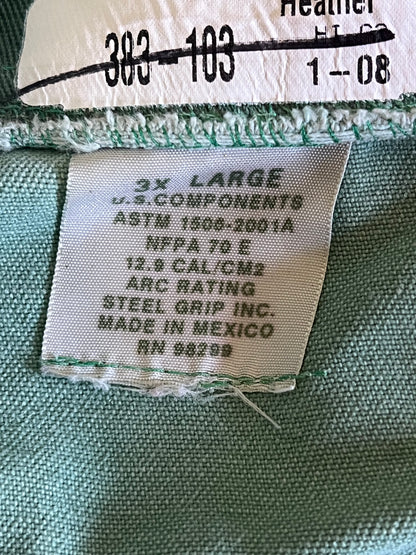 Heather
383-103
1-08
3X LARGE
U.S. COMPONENTS
ASTM 1506-2001A
NFPA 70 E
12.9 CAL/CM2
ARC RATING
STEEL GRIP INC.
MADE IN MEXICO
RN 98299